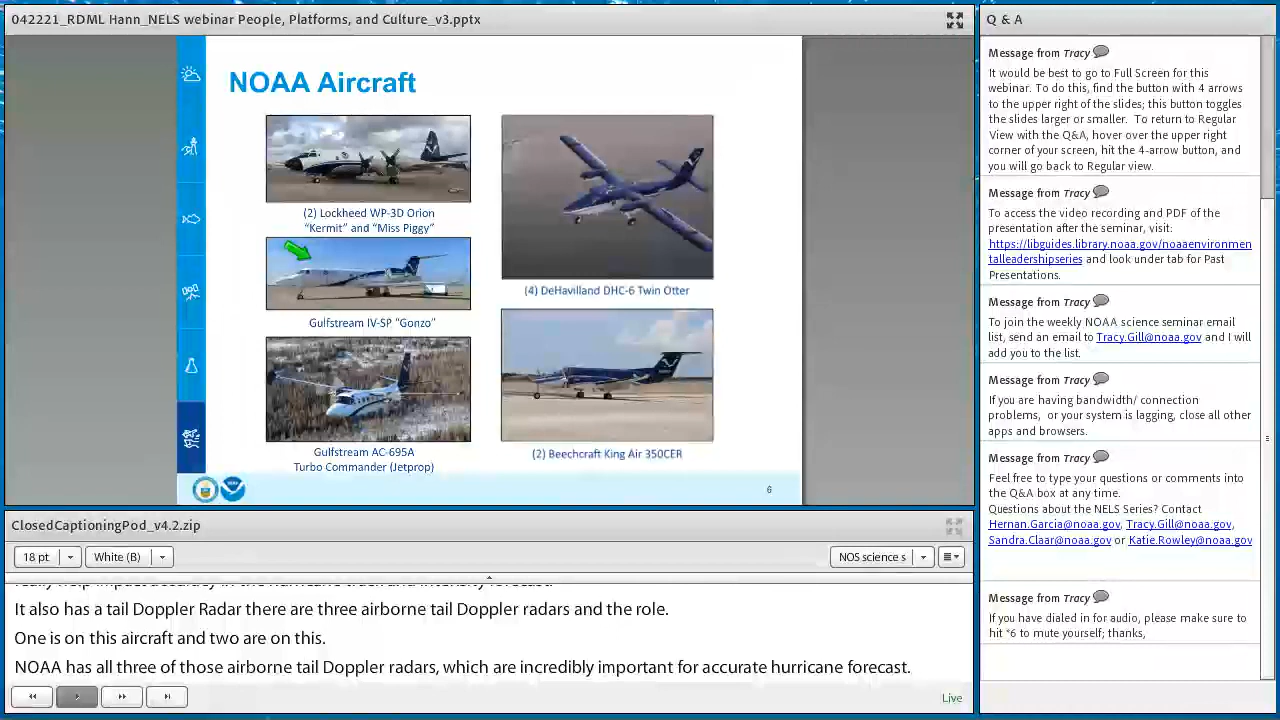 042221_RDML Hann_NELS webinar People, Platforms, and Culture_v3.pptx
NOAA Aircraft
(2) Lockheed WP-3D Orion
"Kermit" and "Miss Piggy"
Gulfstream IV-SP "Gonzo"
Gulfstream AC-695A
Turbo Commander (Jetprop)
(4) DeHavilland DHC-6 Twin Otter
(2) Beechcraft King Air 350CER
6
ClosedCaptioningPod_v4.2.zip
18 pt
White (B)
NOS science s
really help impact accuracy in the hurricane track and intensity forecast.
It also has a tail Doppler Radar there are three airborne tail Doppler radars and the role.
One is on this aircraft and two are on this.
NOAA has all three of those airborne tail Doppler radars, which are incredibly important for accurate hurricane forecast.
Live
Q & A
Message from Tracy
It would be best to go to Full Screen for this
webinar. To do this, find the button with 4 arrows
to the upper right of the slides; this button toggles
the slides larger or smaller. To return to Regular
View with the Q&A, hover over the upper right
corner of your screen, hit the 4-arrow button, and
you will go back to Regular view.
Message from Tracy
To access the video recording and PDF of the
presentation after the seminar, visit:
https://libguides.library.noaa.gov/noaaenvironmen
talleadershipseries and look under tab for Past
Presentations.
Message from Tracy
To join the weekly NOAA science seminar email
list, send an email to Tracy.Gill@noaa.gov and I will
add you to the list.
Message from Tracy
If you are having bandwidth/ connection
problems, or your system is lagging, close all other
apps and browsers.
Message from Tracy
Feel free to type your questions or comments into
the Q&A box at any time.
Questions about the NELS Series? Contact
Hernan.Garcia@noaa.gov, Tracy.Gill@noaa.gov,
Sandra.Claar@noaa.gov or Katie.Rowley@noaa.gov
Message from Tracy
If you have dialed in for audio, please make sure to
hit *6 to mute yourself; thanks,